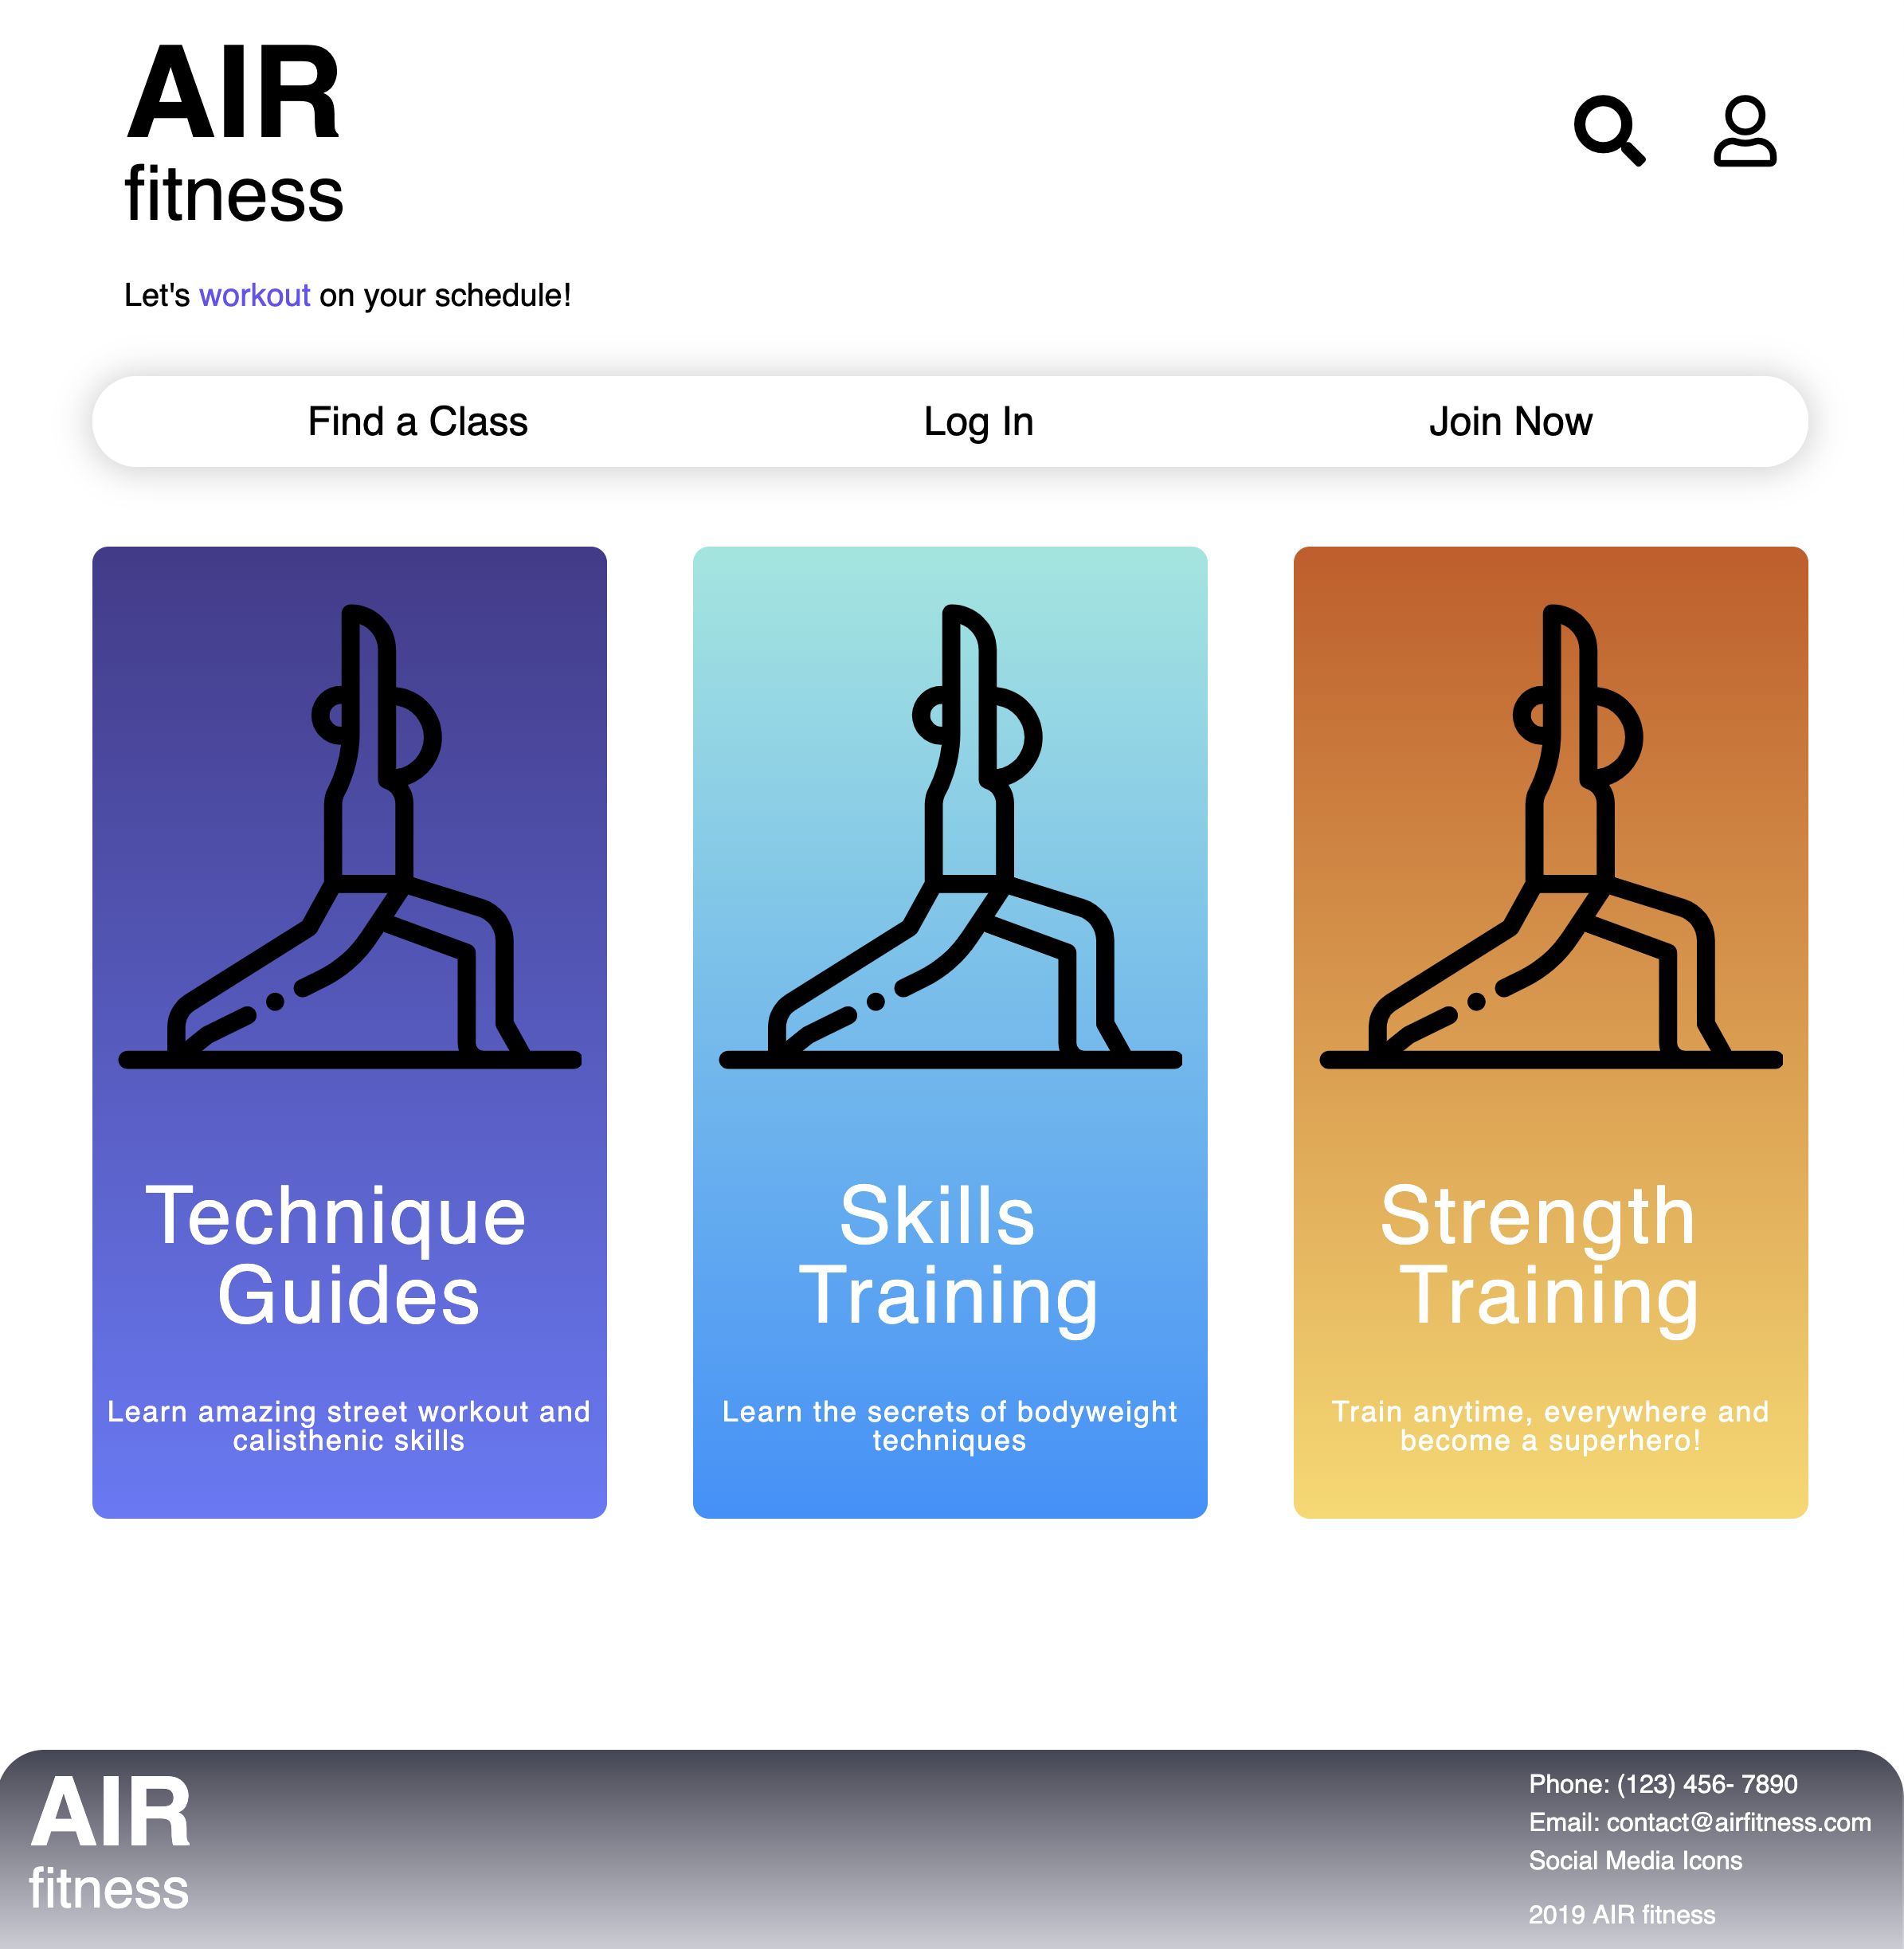 AIR
fitness
Let's workout on your schedule!
Find a Class
Log In
Join Now
Technique
Guides
Learn amazing street workout and
calisthenic skills
Skills
Training
Learn the secrets of bodyweight
techniques
Strength
Training
Train anytime, everywhere and
become a superhero!
AIR
fitness
Phone: (123) 456- 7890
Email: contact@airfitness.com
Social Media Icons
2019 AIR fitness